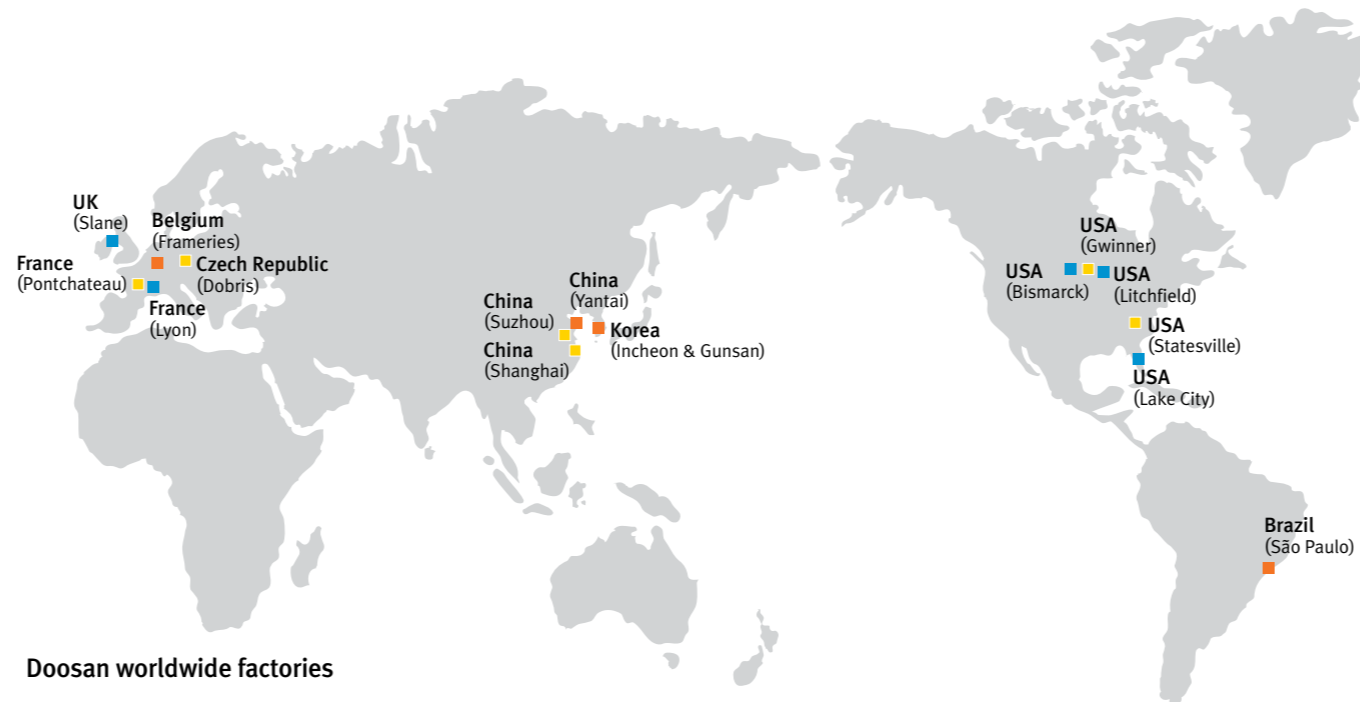 UK
(Slane)
Belgium
(Frameries)
France
(Pontchateau)
Czech Republic
(Dobris)
France
(Lyon)
China
(Yantai)
China
(Suzhou)
Korea
(Incheon & Gunsan)
China
(Shanghai)
USA
(Gwinner)
USA
(Bismarck)
USA
(Litchfield)
USA
(Statesville)
USA
(Lake City)
Brazil
(São Paulo)
Doosan worldwide factories